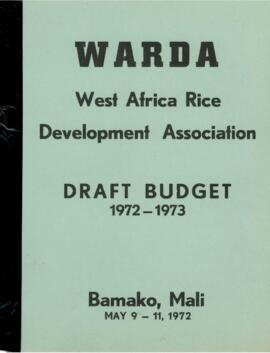 WARDA
West Africa Rice
Development Association
DRAFT BUDGET
1972 – 1973
Bamako, Mali
MAY 9 – 11, 1972